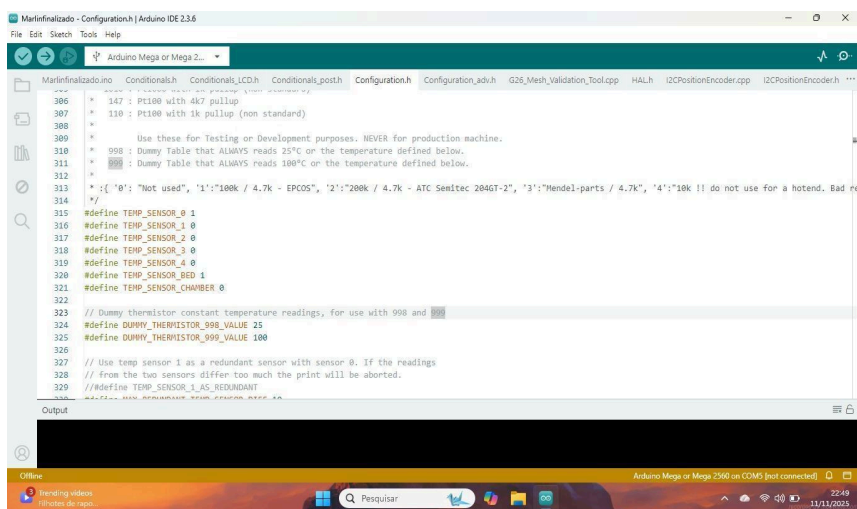 Marlinfinalizado - Configuration.h | Arduino IDE 2.3.6
File Edit Sketch Tools Help
Arduino Mega or Mega 2...
Marlinfinalizado.ino Conditionals.h Conditionals_LCD.h Conditionals_post.h Configuration.h Configuration_adv.h G26_Mesh_Validation_Tool.cpp HAL.h I2CPositionEncoder.cpp I2CPositionEncoder.h ...
306 * 147 : Pt100 with 4k7 pullup
307 * 110 : Pt100 with 1k pullup (non standard)
308 *
309 * Use these for Testing or Development purposes. NEVER for production machine.
310 * 998 : Dummy Table that ALWAYS reads 25°C or the temperature defined below.
311 * 999 : Dummy Table that ALWAYS reads 100°C or the temperature defined below.
312 *
313 * :{ '0': "Not used", '1':"100k / 4.7k - EPCOS", '2':"200k / 4.7k - ATC Semitec 204GT-2", '3':"Mendel-parts / 4.7k", '4':"10k !! do not use for a hotend. Bad
314 */
315 #define TEMP_SENSOR_0 1
316 #define TEMP_SENSOR_1 0
317 #define TEMP_SENSOR_2 0
318 #define TEMP_SENSOR_3 0
319 #define TEMP_SENSOR_4 0
320 #define TEMP_SENSOR_BED 1
321 #define TEMP_SENSOR_CHAMBER 0
322
323 // Dummy thermistor constant temperature readings, for use with 998 and 999
324 #define DUMMY_THERMISTOR_998_VALUE 25
325 #define DUMMY_THERMISTOR_999_VALUE 100
326
327 // Use temp sensor 1 as a redundant sensor with sensor 0. If the readings
328 // from the two sensors differ too much the print will be aborted.
329 //#define TEMP_SENSOR_1_AS_REDUNDANT
Output
Offline
Arduino Mega or Mega 2560 on COM5 [not connected]
3
Trending videos
Filhotes de rapo...
Pesquisar
22:49
11/11/2025